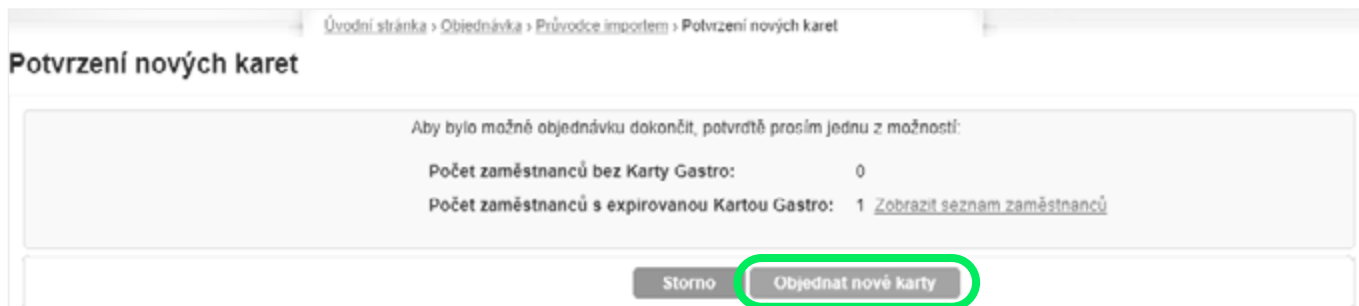 Úvodní stránka › Objednávka › Průvodce importem › Potvrzení nových karet
Potvrzení nových karet
Aby bylo možné objednávku dokončit, potvrďtě prosím jednu z možností:
Počet zaměstnanců bez Karty Gastro: 0
Počet zaměstnanců s expirovanou Kartou Gastro: 1 Zobrazit seznam zaměstnanců
Storno Objednat nové karty